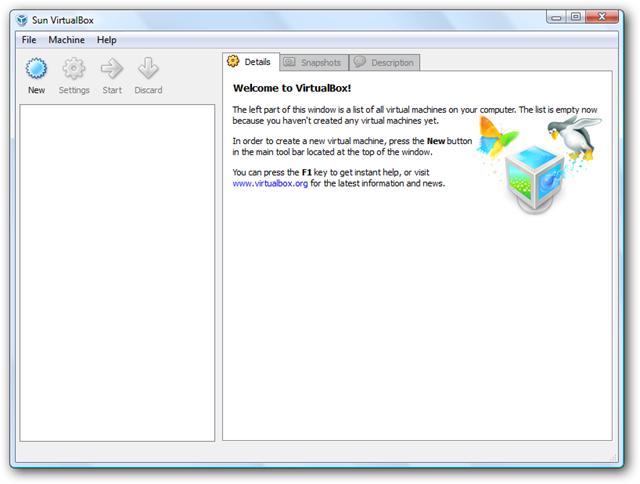 Sun VirtualBox
File Machine Help
New Settings Start Discard
Details Snapshots Description
Welcome to VirtualBox!
The left part of this window is a list of all virtual machines on your computer. The list is empty now
because you haven't created any virtual machines yet.
In order to create a new virtual machine, press the New button
in the main tool bar located at the top of the window.
You can press the F1 key to get instant help, or visit
www.virtualbox.org for the latest information and news.